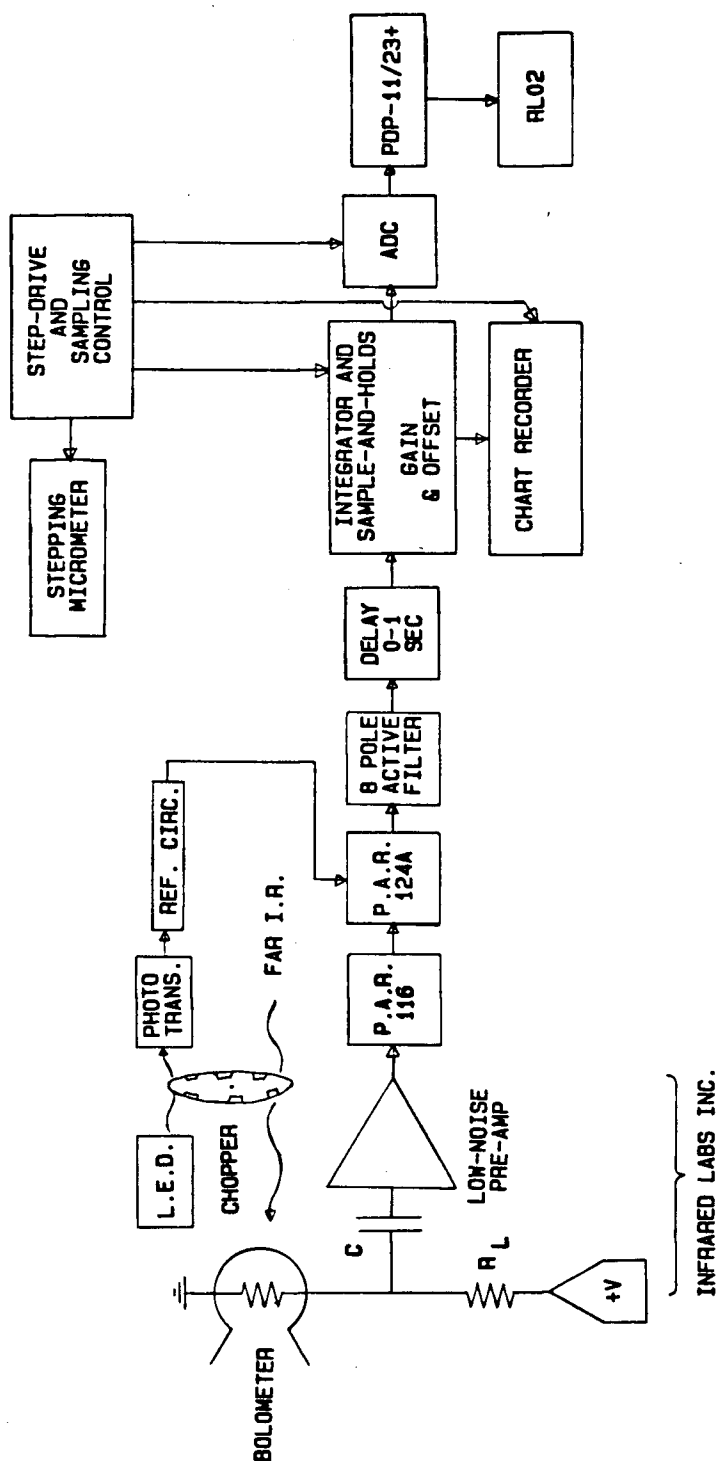 BOLOMETER
L.E.D.
CHOPPER
PHOTO
TRANS.
REF. CIRC.
FAR I.R.
C
R L
+V
LOW-NOISE
PRE-AMP
INFRARED LABS INC.
P.A.R.
116
P.A.R.
124A
8 POLE
ACTIVE
FILTER
DELAY
0-1
SEC
STEPPING
MICROMETER
STEP-DRIVE
AND
SAMPLING
CONTROL
INTEGRATOR AND
SAMPLE-AND-HOLDS
GAIN
& OFFSET
CHART RECORDER
ADC
PDP-11/23+
RL02